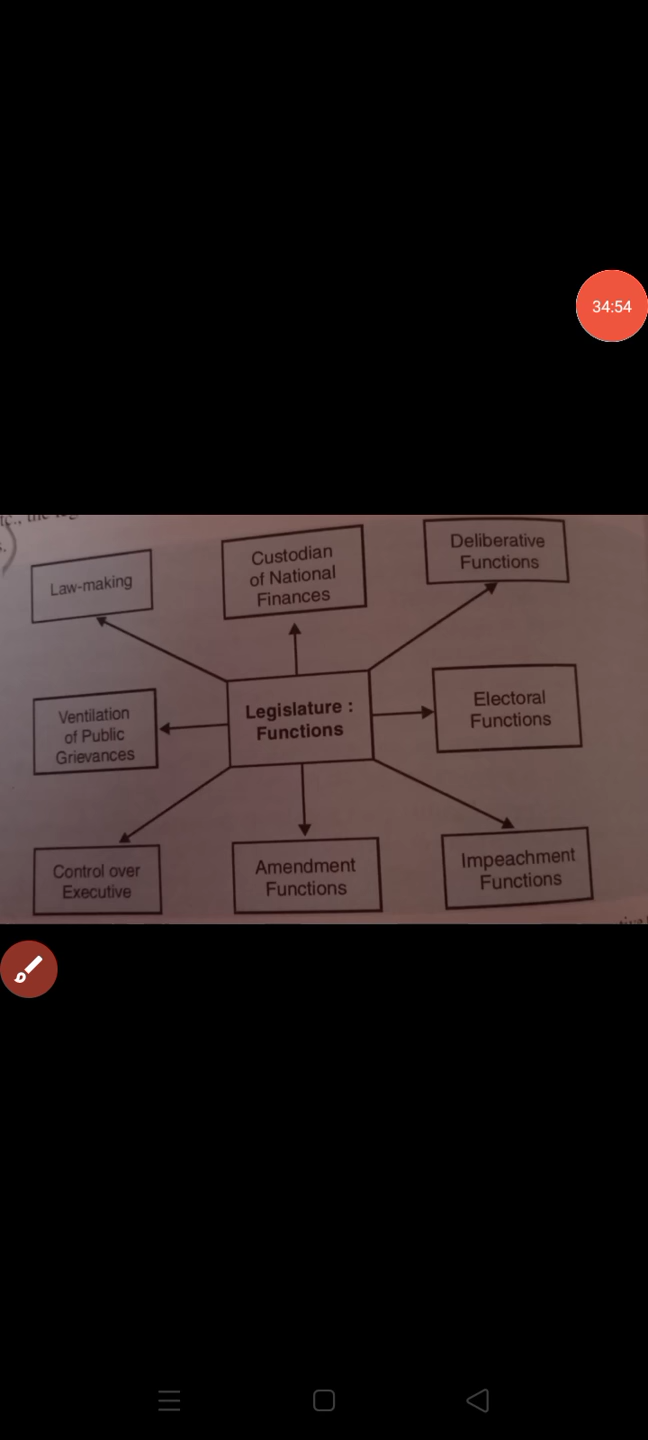 34:54
Law-making
Custodian
of National
Finances
Deliberative
Functions
Ventilation
of Public
Grievances
Legislature :
Functions
Electoral
Functions
Control over
Executive
Amendment
Functions
Impeachment
Functions